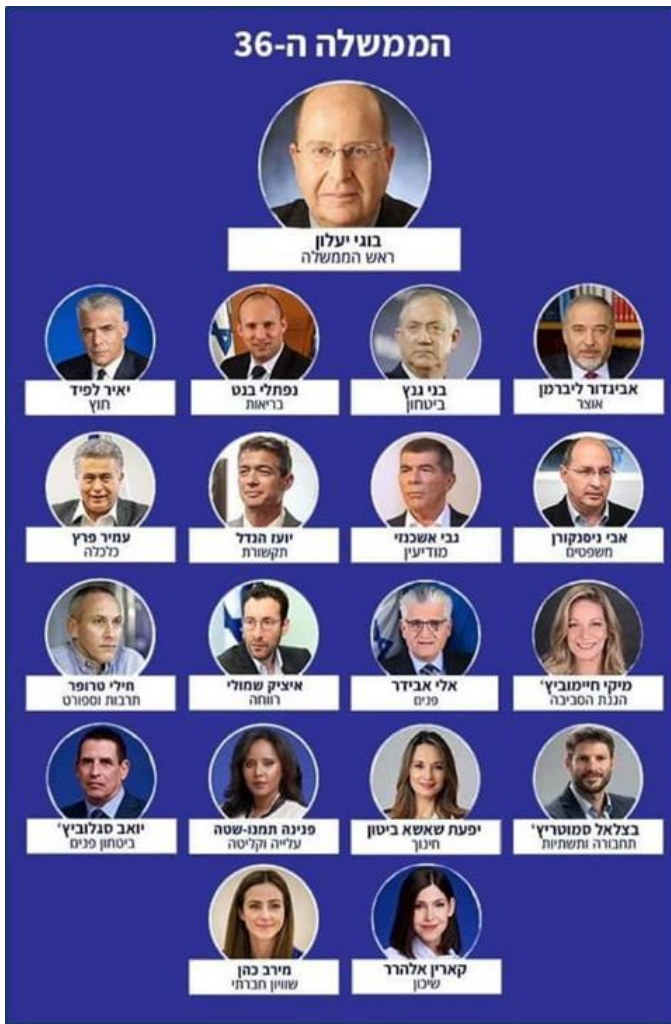 הממשלה ה-36
בוגי יעלון
ראש הממשלה
אביגדור ליברמן
אוצר
בני גנץ
ביטחון
נפתלי בנט
בריאות
יאיר לפיד
חוץ
אבי ניסנקורן
משפטים
גבי אשכנזי
מודיעין
יועז הנדל
תקשורת
עמיר פרץ
כלכלה
מיקי חיימוביץ'
הגנת הסביבה
אלי אבידר
פנים
איציק שמולי
רווחה
חילי טרופר
תרבות וספורט
בצלאל סמוטריץ'
תחבורה ותשתיות
יפעת שאשא ביטון
חינוך
פנינה תמנו-שטה
עלייה וקליטה
יואב סגלוביץ'
ביטחון פנים
קארין אלהרר
שיכון
מירב כהן
שוויון חברתי